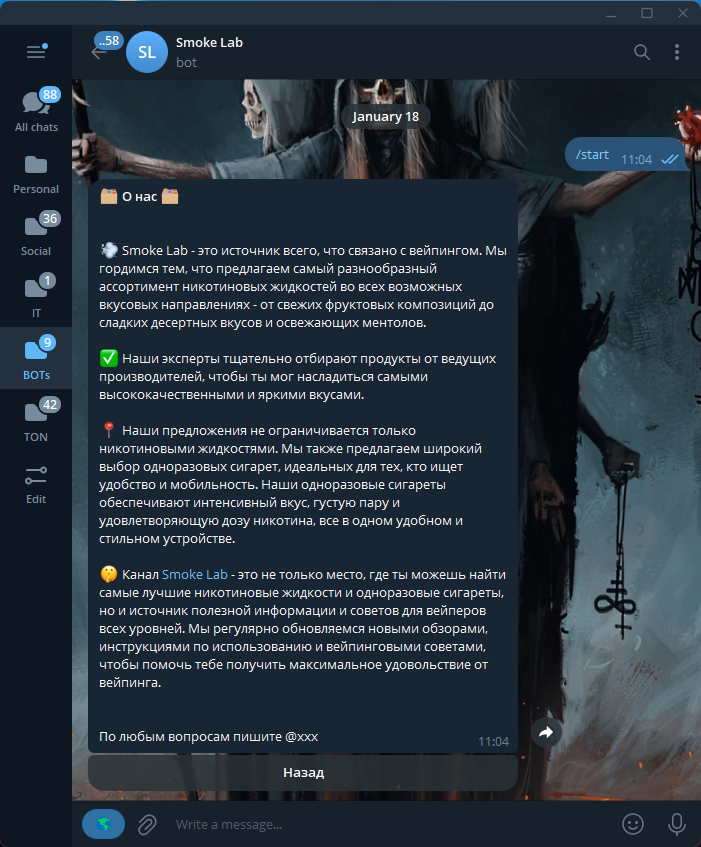 ..58
SL
Smoke Lab
bot
88
All chats
Personal
36
Social
1
IT
9
BOTs
42
TON
Edit
January 18
/start 11:04
О нас
Smoke Lab - это источник всего, что связано с вейпингом. Мы
гордимся тем, что предлагаем самый разнообразный
ассортимент никотиновых жидкостей во всех возможных
вкусовых направлениях - от свежих фруктовых композиций до
сладких десертных вкусов и освежающих ментолов.
Наши эксперты тщательно отбирают продукты от ведущих
производителей, чтобы ты мог насладиться самыми
высококачественными и яркими вкусами.
Наши предложения не ограничивается только
никотиновыми жидкостями. Мы также предлагаем широкий
выбор одноразовых сигарет, идеальных для тех, кто ищет
удобство и мобильность. Наши одноразовые сигареты
обеспечивают интенсивный вкус, густую пару и
удовлетворяющую дозу никотина, все в одном удобном и
стильном устройстве.
Канал Smoke Lab - это не только место, где ты можешь найти
самые лучшие никотиновые жидкости и одноразовые сигареты,
но и источник полезной информации и советов для вейперов
всех уровней. Мы регулярно обновляемся новыми обзорами,
инструкциями по использованию и вейпинговыми советами,
чтобы помочь тебе получить максимальное удовольствие от
вейпинга.
По любым вопросам пишите @xxx
11:04
Назад
Write a message...